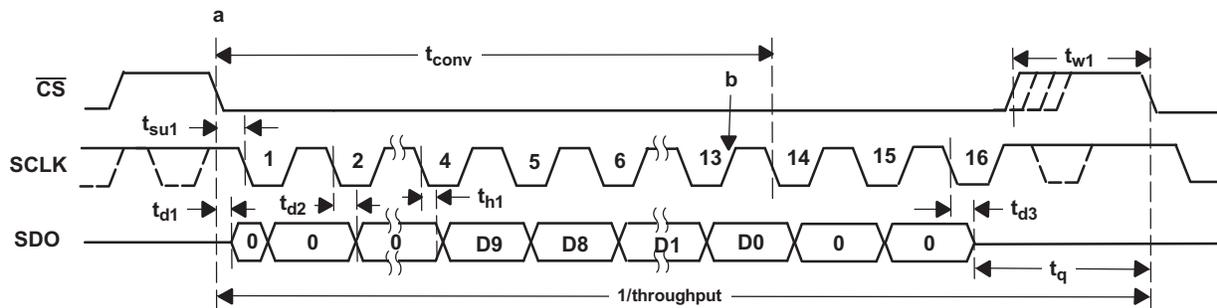 a
t_conv
t_w1
CS
b
t_su1
SCLK
1 2 4 5 6 13 14 15 16
t_d1
t_d2
t_h1
t_d3
SDO
0 0 0 D9 D8 D1 D0 0 0
t_q
1/throughput